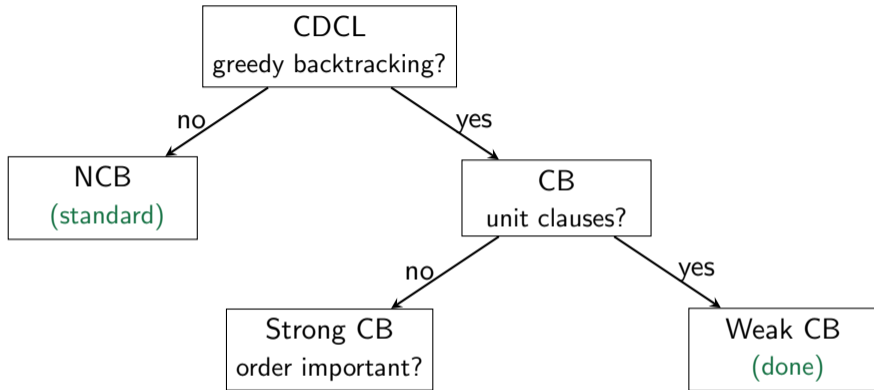 CDCL
greedy backtracking?
no
yes
NCB
(standard)
CB
unit clauses?
no
yes
Strong CB
order important?
Weak CB
(done)